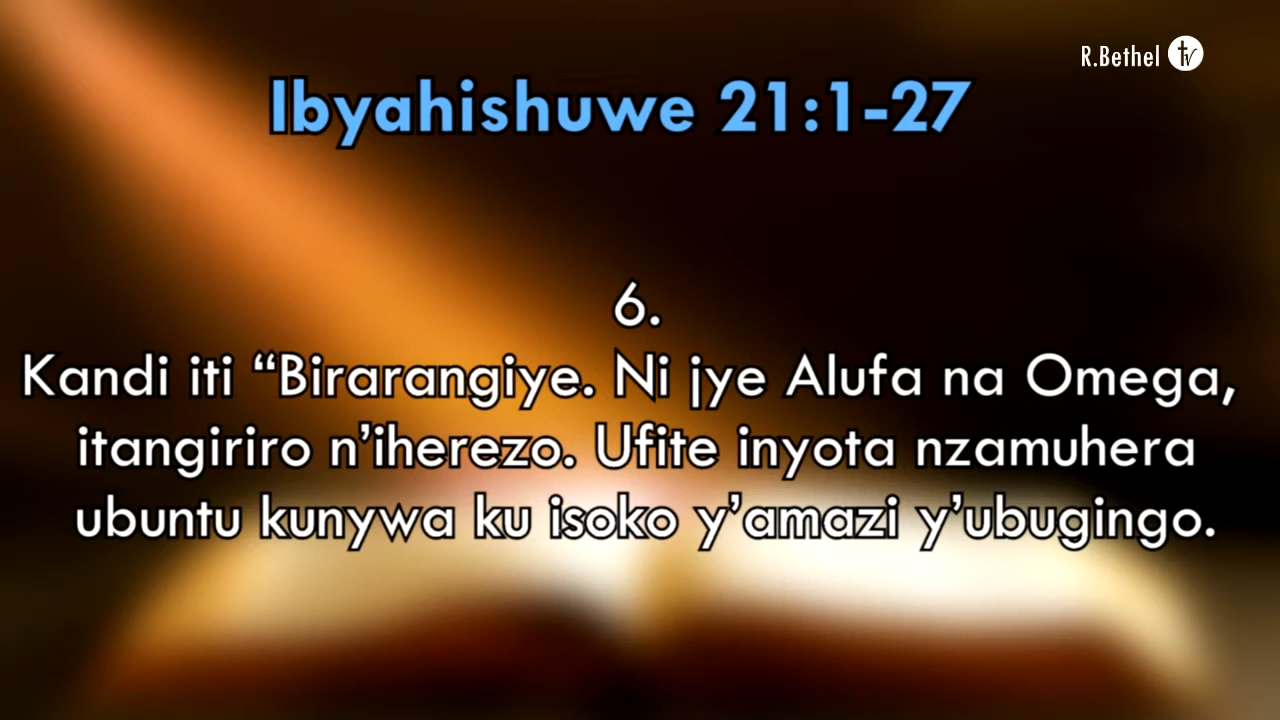 R.Bethel tv
Ibyahishuwe 21:1-27
6.
Kandi iti “Birarangiye. Ni jye Alufa na Omega,
itangiriro n’iherezo. Ufite inyota nzamuhera
ubuntu kunywa ku isoko y’amazi y’ubugingo.